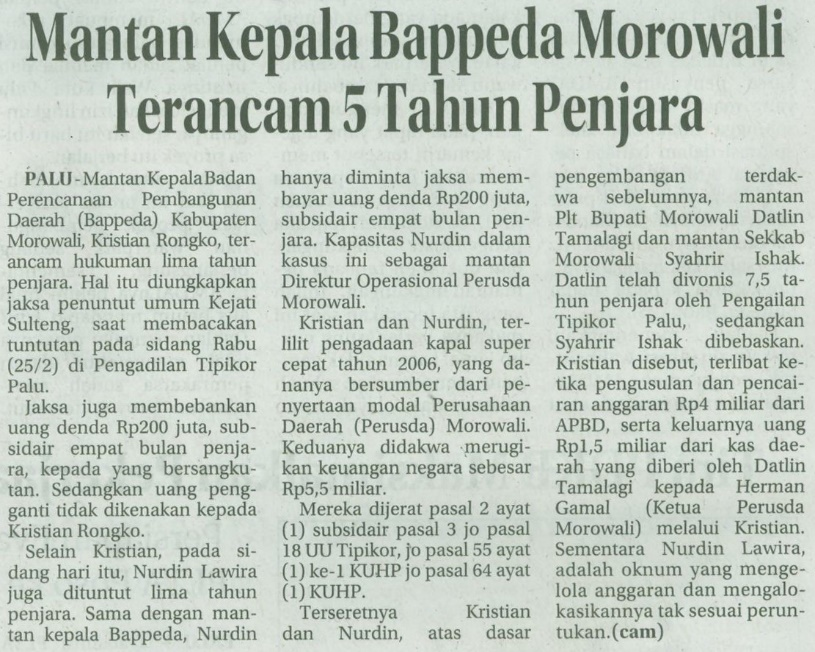 Mantan Kepala Bappeda Morowali
Terancam 5 Tahun Penjara
PALU - Mantan Kepala Badan
Perencanaan Pembangunan
Daerah (Bappeda) Kabupaten
Morowali, Kristian Rongko, ter-
ancam hukuman lima tahun
penjara. Hal itu diungkapkan
jaksa penuntut umum Kejati
Sulteng, saat membacakan
tuntutan pada sidang Rabu
(25/2) di Pengadilan Tipikor
Palu.
Jaksa juga membebankan
uang denda Rp200 juta, sub-
sidair empat bulan penja-
ra, kepada yang bersangku-
tan. Sedangkan uang peng-
ganti tidak dikenakan kepada
Kristian Rongko.
Selain Kristian, pada si-
dang hari itu, Nurdin Lawira
juga dituntut lima tahun
penjara. Sama dengan man-
tan kepala Bappeda, Nurdin
hanya diminta jaksa mem-
bayar uang denda Rp200 juta,
subsidair empat bulan pen-
jara. Kapasitas Nurdin dalam
kasus ini sebagai mantan
Direktur Operasional Perusda
Morowali.
Kristian dan Nurdin, ter-
lilit pengadaan kapal super
cepat tahun 2006, yang da-
nanya bersumber dari pe-
nyertaan modal Perusahaan
Daerah (Perusda) Morowali.
Keduanya didakwa merugi-
kan keuangan negara sebesar
Rp5,5 miliar.
Mereka dijerat pasal 2 ayat
(1) subsidair pasal 3 jo pasal
18 UU Tipikor, jo pasal 55 ayat
(1) ke-1 KUHP jo pasal 64 ayat
(1) KUHP.
Terseretnya Kristian
dan Nurdin, atas dasar
pengembangan terdak-
wa sebelumnya, mantan
Plt Bupati Morowali Datlin
Tamalagi dan mantan Sekkab
Morowali Syahrir Ishak.
Datlin telah divonis 7,5 ta-
hun penjara oleh Pengailan
Tipikor Palu, sedangkan
Syahrir Ishak dibebaskan.
Kristian disebut, terlibat ke-
tika pengusulan dan pencai-
ran anggaran Rp4 miliar dari
APBD, serta keluarnya uang
Rp1,5 miliar dari kas dae-
rah yang diberi oleh Datlin
Tamalagi kepada Herman
Gamal (Ketua Perusda
Morowali) melalui Kristian.
Sementara Nurdin Lawira,
adalah oknum yang menge-
lola anggaran dan mengalo-
kasikannya tak sesuai perun-
tukan.(cam)